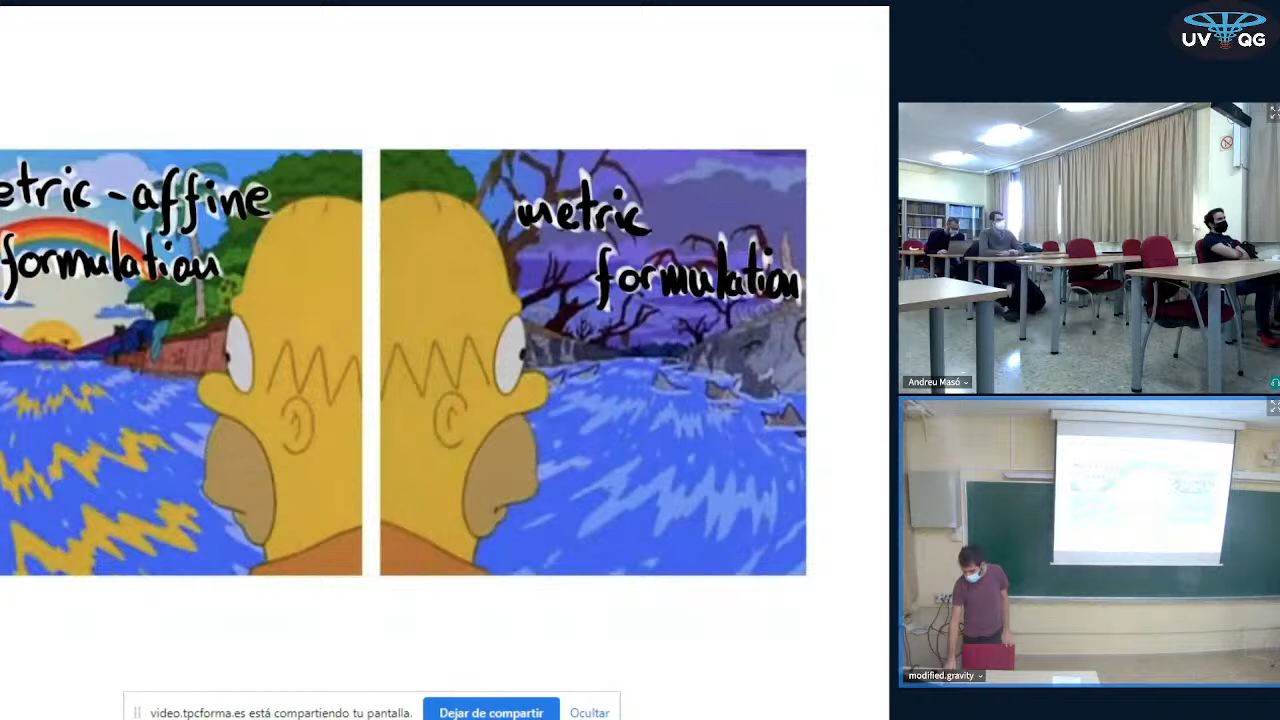 etric-affine
formulation
metric
formulation
UV QG
Andreu Masó
modified.gravity
video.tpcforma.es está compartiendo tu pantalla.
Dejar de compartir
Ocultar